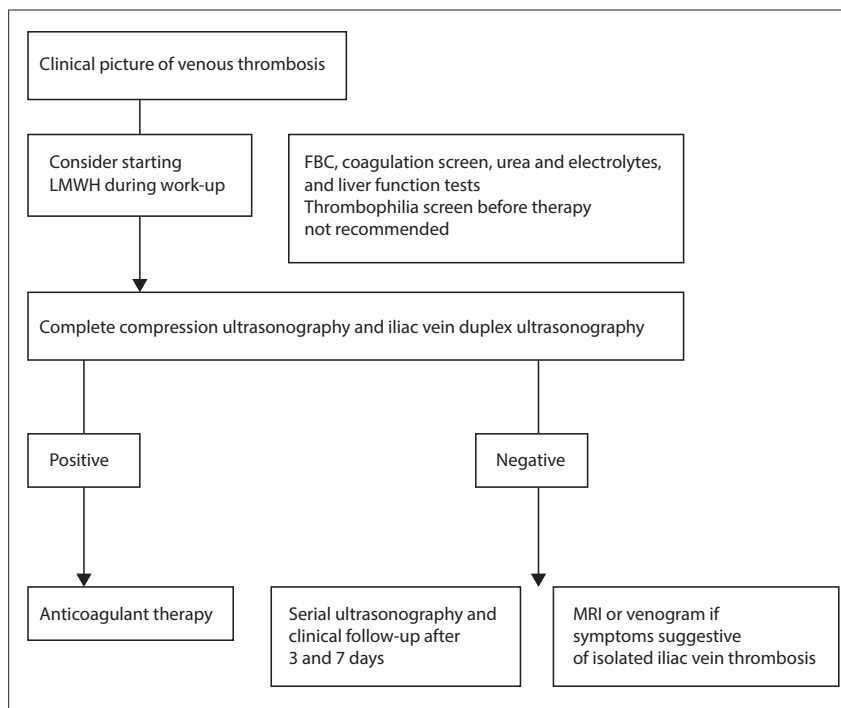 Clinical picture of venous thrombosis
Consider starting
LMWH during work-up
FBC, coagulation screen, urea and electrolytes,
and liver function tests
Thrombophilia screen before therapy
not recommended
Complete compression ultrasonography and iliac vein duplex ultrasonography
Positive
Negative
Anticoagulant therapy
Serial ultrasonography and
clinical follow-up after
3 and 7 days
MRI or venogram if
symptoms suggestive
of isolated iliac vein thrombosis